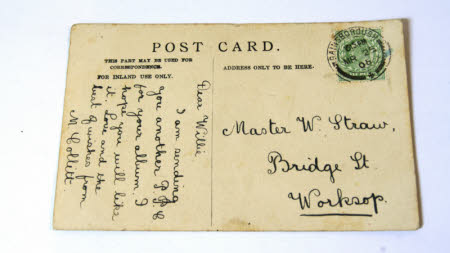 POST CARD.
THIS PART MAY BE USED FOR
CORRESPONDENCE.
FOR INLAND USE ONLY.
ADDRESS ONLY TO BE HERE.
GAINSBOROUGH
Dear Willie
I am sending
you another P.P.C
for your album. I
hope you will like
it. Love and the
best of wishes from
M Collett
Master W. Straw,
Bridge St
Worksop.